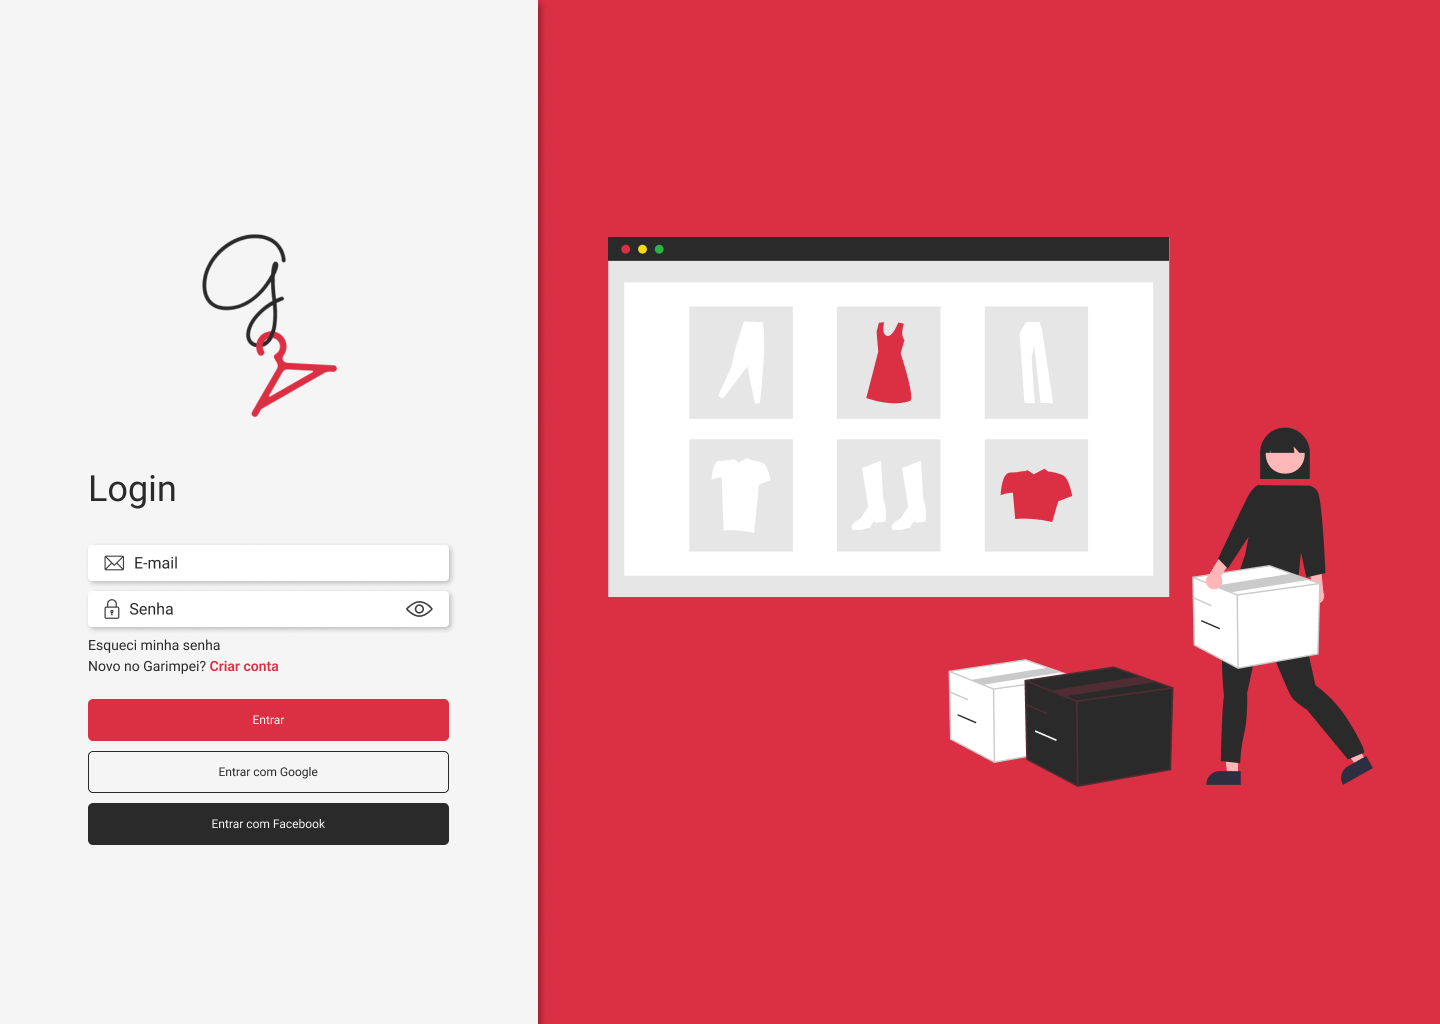 g
Login
E-mail
Senha
Esqueci minha senha
Novo no Garimpei? Criar conta
Entrar
Entrar com Google
Entrar com Facebook